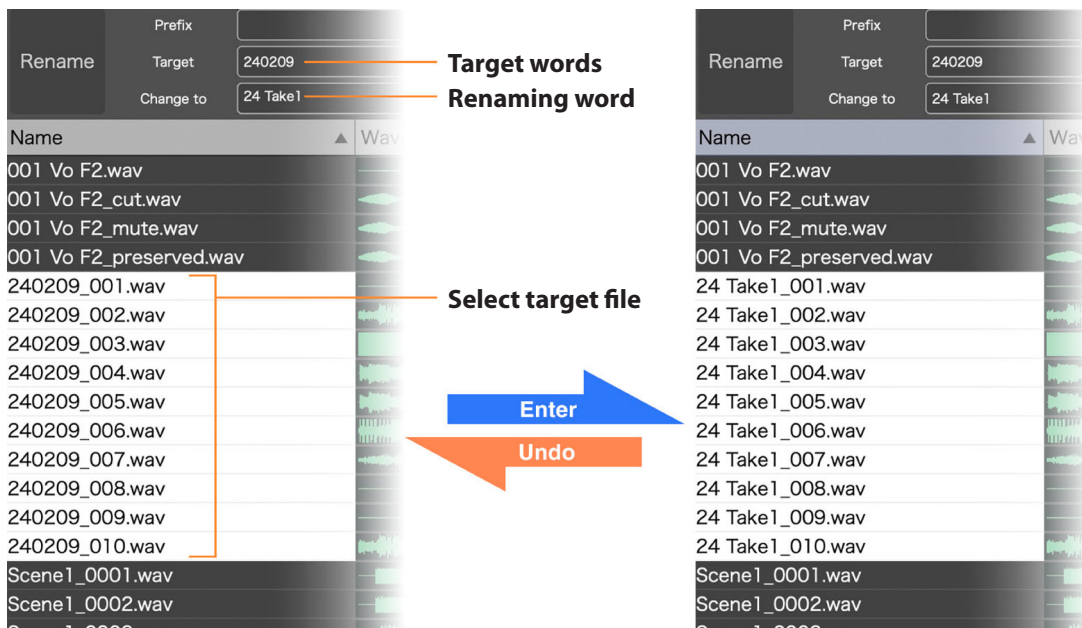 Prefix
Rename
Target
240209
Change to
24 Take1
Name
Wav
001 Vo F2.wav
001 Vo F2_cut.wav
001 Vo F2_mute.wav
001 Vo F2_preserved.wav
240209_001.wav
240209_002.wav
240209_003.wav
240209_004.wav
240209_005.wav
240209_006.wav
240209_007.wav
240209_008.wav
240209_009.wav
240209_010.wav
Scene1_0001.wav
Scene1_0002.wav
Target words
Renaming word
Select target file
Enter
Undo
Prefix
Rename
Target
240209
Change to
24 Take1
Name
Wav
001 Vo F2.wav
001 Vo F2_cut.wav
001 Vo F2_mute.wav
001 Vo F2_preserved.wav
24 Take1_001.wav
24 Take1_002.wav
24 Take1_003.wav
24 Take1_004.wav
24 Take1_005.wav
24 Take1_006.wav
24 Take1_007.wav
24 Take1_008.wav
24 Take1_009.wav
24 Take1_010.wav
Scene1_0001.wav
Scene1_0002.wav